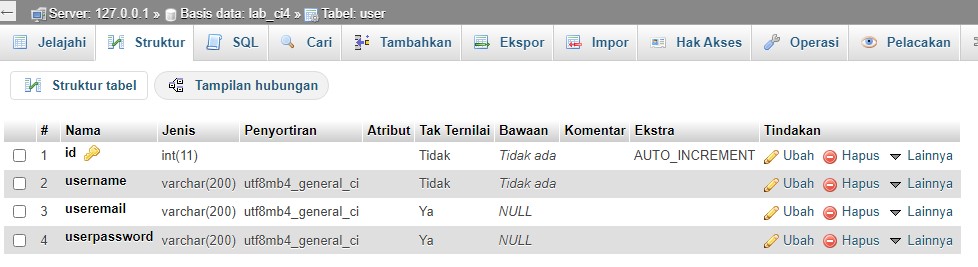 Server: 127.0.0.1 » Basis data: lab_ci4 » Tabel: user
Jelajahi Struktur SQL Cari Tambahkan Ekspor Impor Hak Akses Operasi Pelacakan
Struktur tabel Tampilan hubungan
# Nama Jenis Penyortiran Atribut Tak Ternilai Bawaan Komentar Ekstra Tindakan
1 id int(11) Tidak Tidak ada AUTO_INCREMENT Ubah Hapus Lainnya
2 username varchar(200) utf8mb4_general_ci Tidak Tidak ada Ubah Hapus Lainnya
3 useremail varchar(200) utf8mb4_general_ci Ya NULL Ubah Hapus Lainnya
4 userpassword varchar(200) utf8mb4_general_ci Ya NULL Ubah Hapus Lainnya